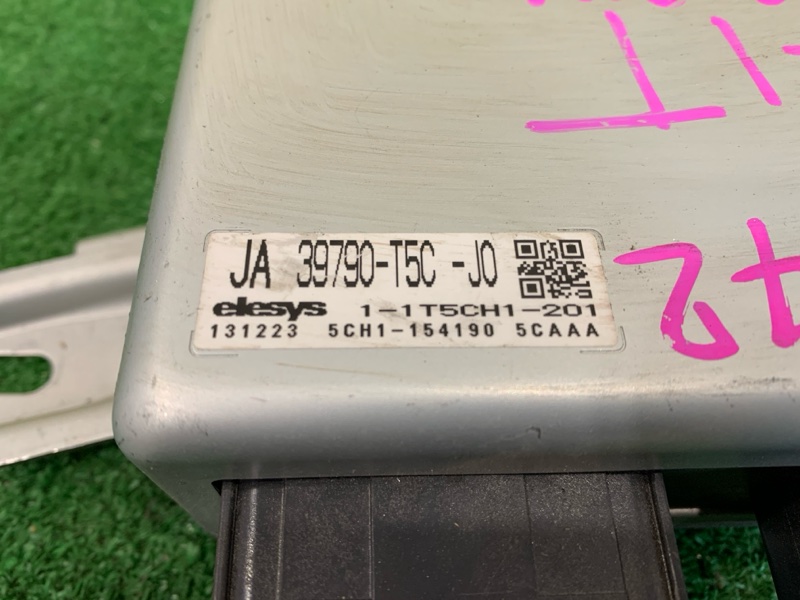 JA 39790-T5C -J0
elesys 1-1T5CH1-201
131223 5CH1-154190 5CAAA